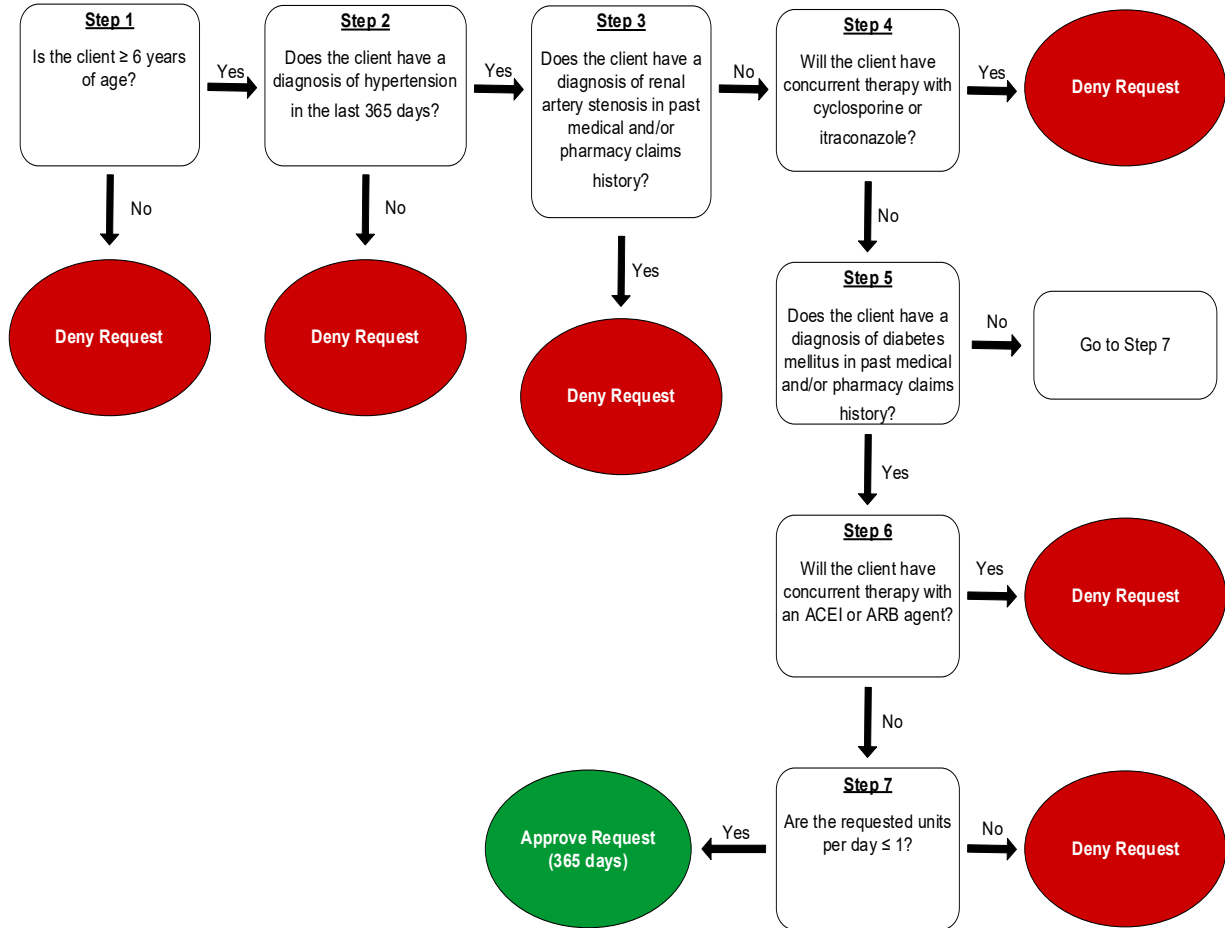 Step 1
Is the client ≥ 6 years
of age?
Yes
No
Deny Request
Step 2
Does the client have a
diagnosis of hypertension
in the last 365 days?
Yes
No
Deny Request
Step 3
Does the client have a
diagnosis of renal
artery stenosis in past
medical and/or
pharmacy claims
history?
No
Yes
Deny Request
Step 4
Will the client have
concurrent therapy with
cyclosporine or
itraconazole?
Yes
Deny Request
No
Step 5
Does the client have a
diagnosis of diabetes
mellitus in past medical
and/or pharmacy claims
history?
No
Go to Step 7
Yes
Step 6
Will the client have
concurrent therapy with
an ACEI or ARB agent?
Yes
Deny Request
No
Step 7
Are the requested units
per day ≤ 1?
Yes
Approve Request
(365 days)
No
Deny Request